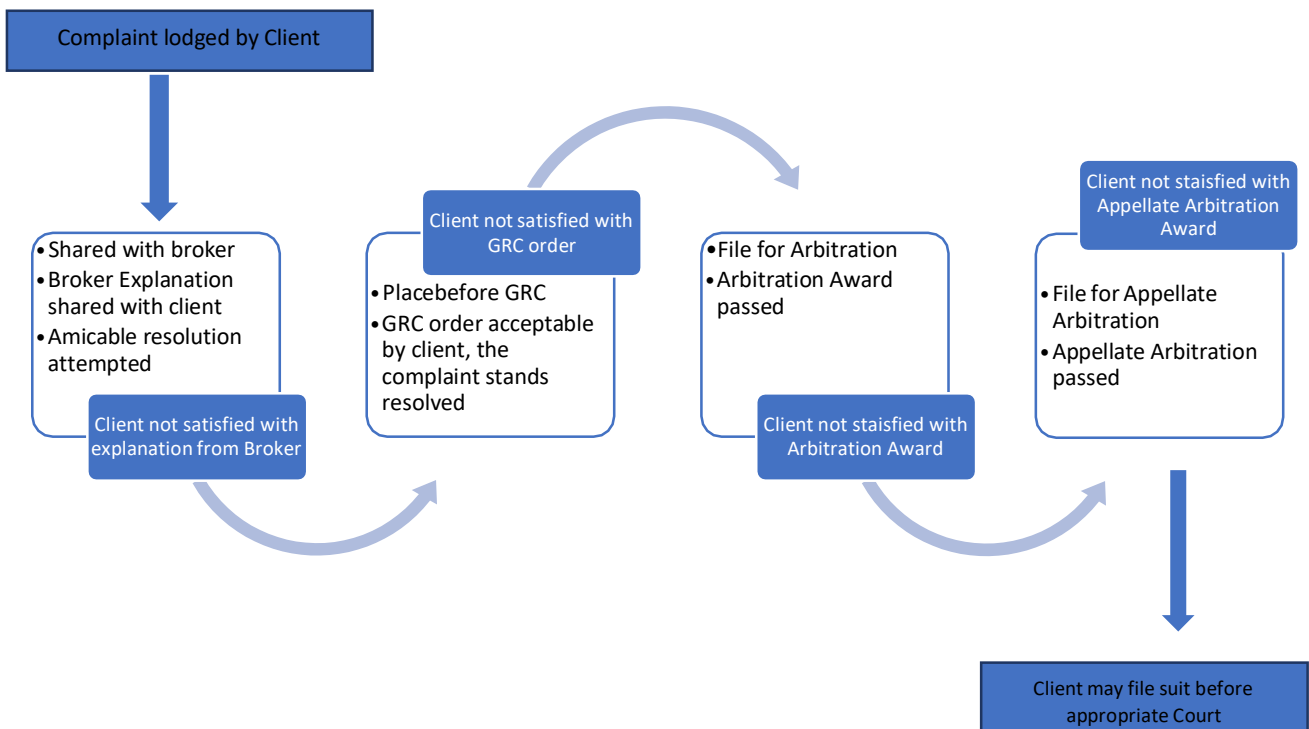 Complaint lodged by Client
•Shared with broker
•Broker Explanation
shared with client
•Amicable resolution
attempted
Client not satisfied with
explanation from Broker
Client not satisfied with
GRC order
•Placebefore GRC
•GRC order acceptable
by client, the
complaint stands
resolved
•File for Arbitration
•Arbitration Award
passed
Client not staisfied with
Arbitration Award
Client not staisfied with
Appellate Arbitration
Award
•File for Appellate
Arbitration
•Appellate Arbitration
passed
Client may file suit before
appropriate Court